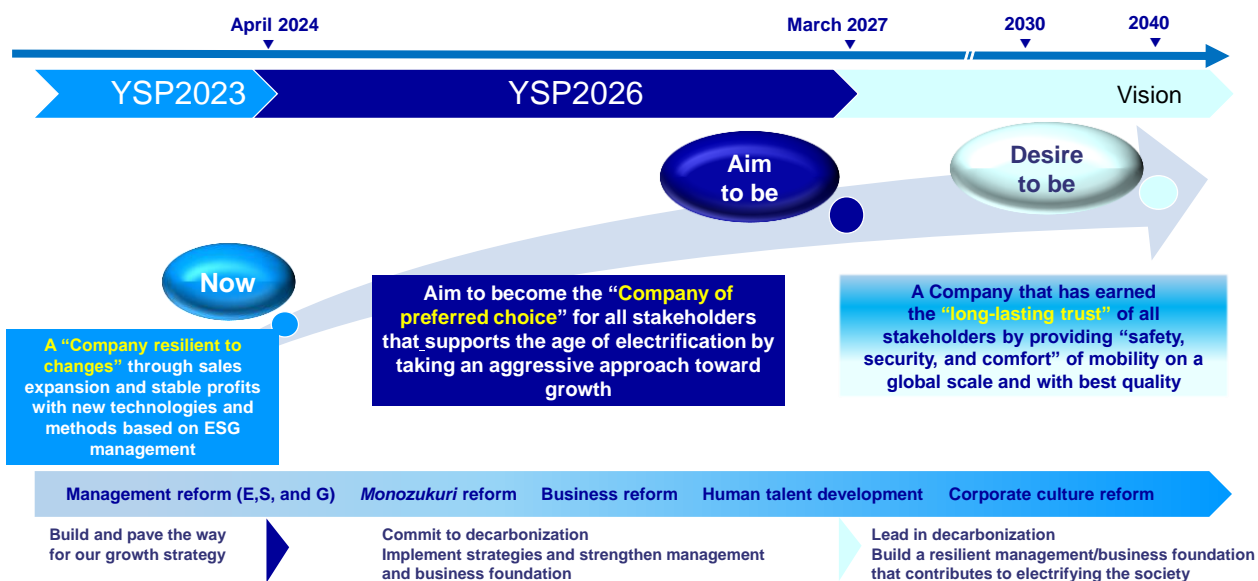 April 2024
March 2027
2030
2040
YSP2023
YSP2026
Vision
Now
Aim
to be
Desire
to be
A “Company resilient to
changes” through sales
expansion and stable profits
with new technologies and
methods based on ESG
management
Aim to become the “Company of
preferred choice” for all stakeholders
that supports the age of electrification by
taking an aggressive approach toward
growth
A Company that has earned
the “long-lasting trust” of all
stakeholders by providing “safety,
security, and comfort” of mobility on a
global scale and with best quality
Management reform (E,S, and G)
Monozukuri reform
Business reform
Human talent development
Corporate culture reform
Build and pave the way
for our growth strategy
Commit to decarbonization
Implement strategies and strengthen management
and business foundation
Lead in decarbonization
Build a resilient management/business foundation
that contributes to electrifying the society